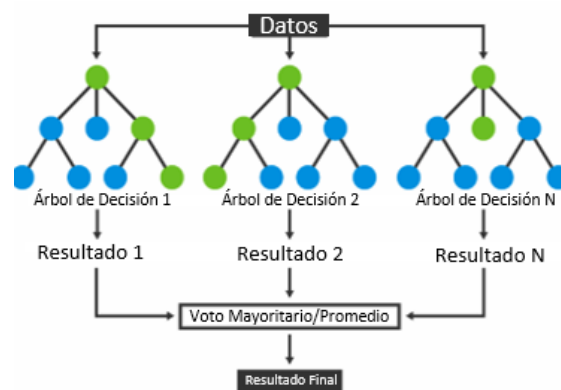 Datos
Árbol de Decisión 1
Árbol de Decisión 2
Árbol de Decisión N
Resultado 1
Resultado 2
Resultado N
Voto Mayoritario/Promedio
Resultado Final